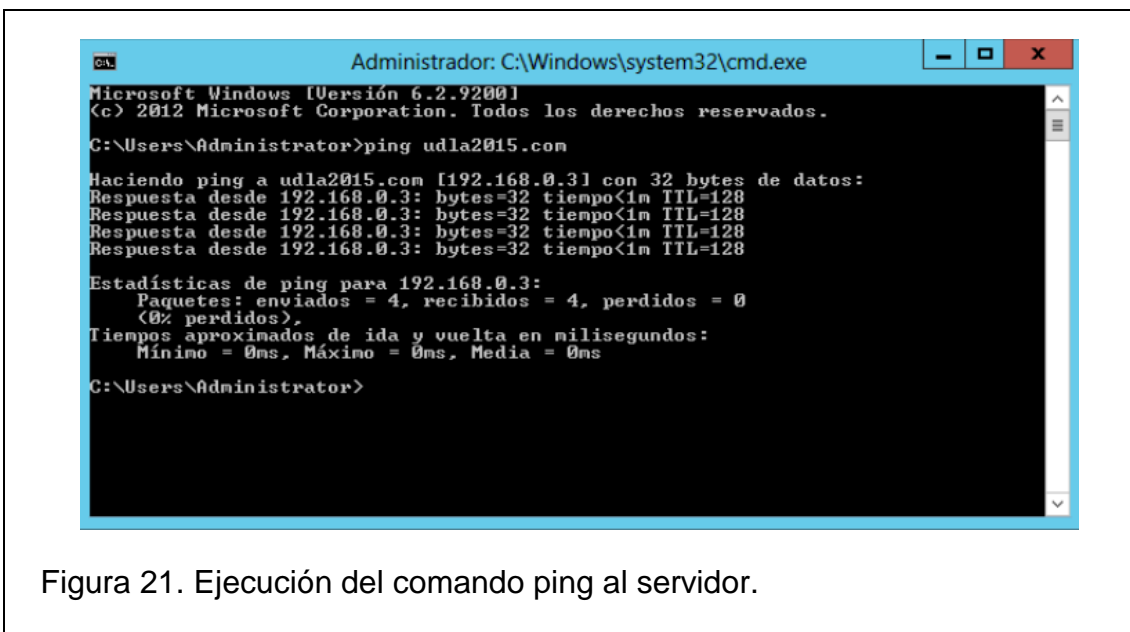 Administrador: C:\Windows\system32\cmd.exe
Microsoft Windows [Versión 6.2.9200]
(c) 2012 Microsoft Corporation. Todos los derechos reservados.
C:\Users\Administrator>ping udla2015.com
Haciendo ping a udla2015.com [192.168.0.3] con 32 bytes de datos:
Respuesta desde 192.168.0.3: bytes=32 tiempo<1m TTL=128
Respuesta desde 192.168.0.3: bytes=32 tiempo<1m TTL=128
Respuesta desde 192.168.0.3: bytes=32 tiempo<1m TTL=128
Respuesta desde 192.168.0.3: bytes=32 tiempo<1m TTL=128
Estadísticas de ping para 192.168.0.3:
Paquetes: enviados = 4, recibidos = 4, perdidos = 0
(0% perdidos),
Tiempos aproximados de ida y vuelta en milisegundos:
Mínimo = 0ms, Máximo = 0ms, Media = 0ms
C:\Users\Administrator>
Figura 21. Ejecución del comando ping al servidor.